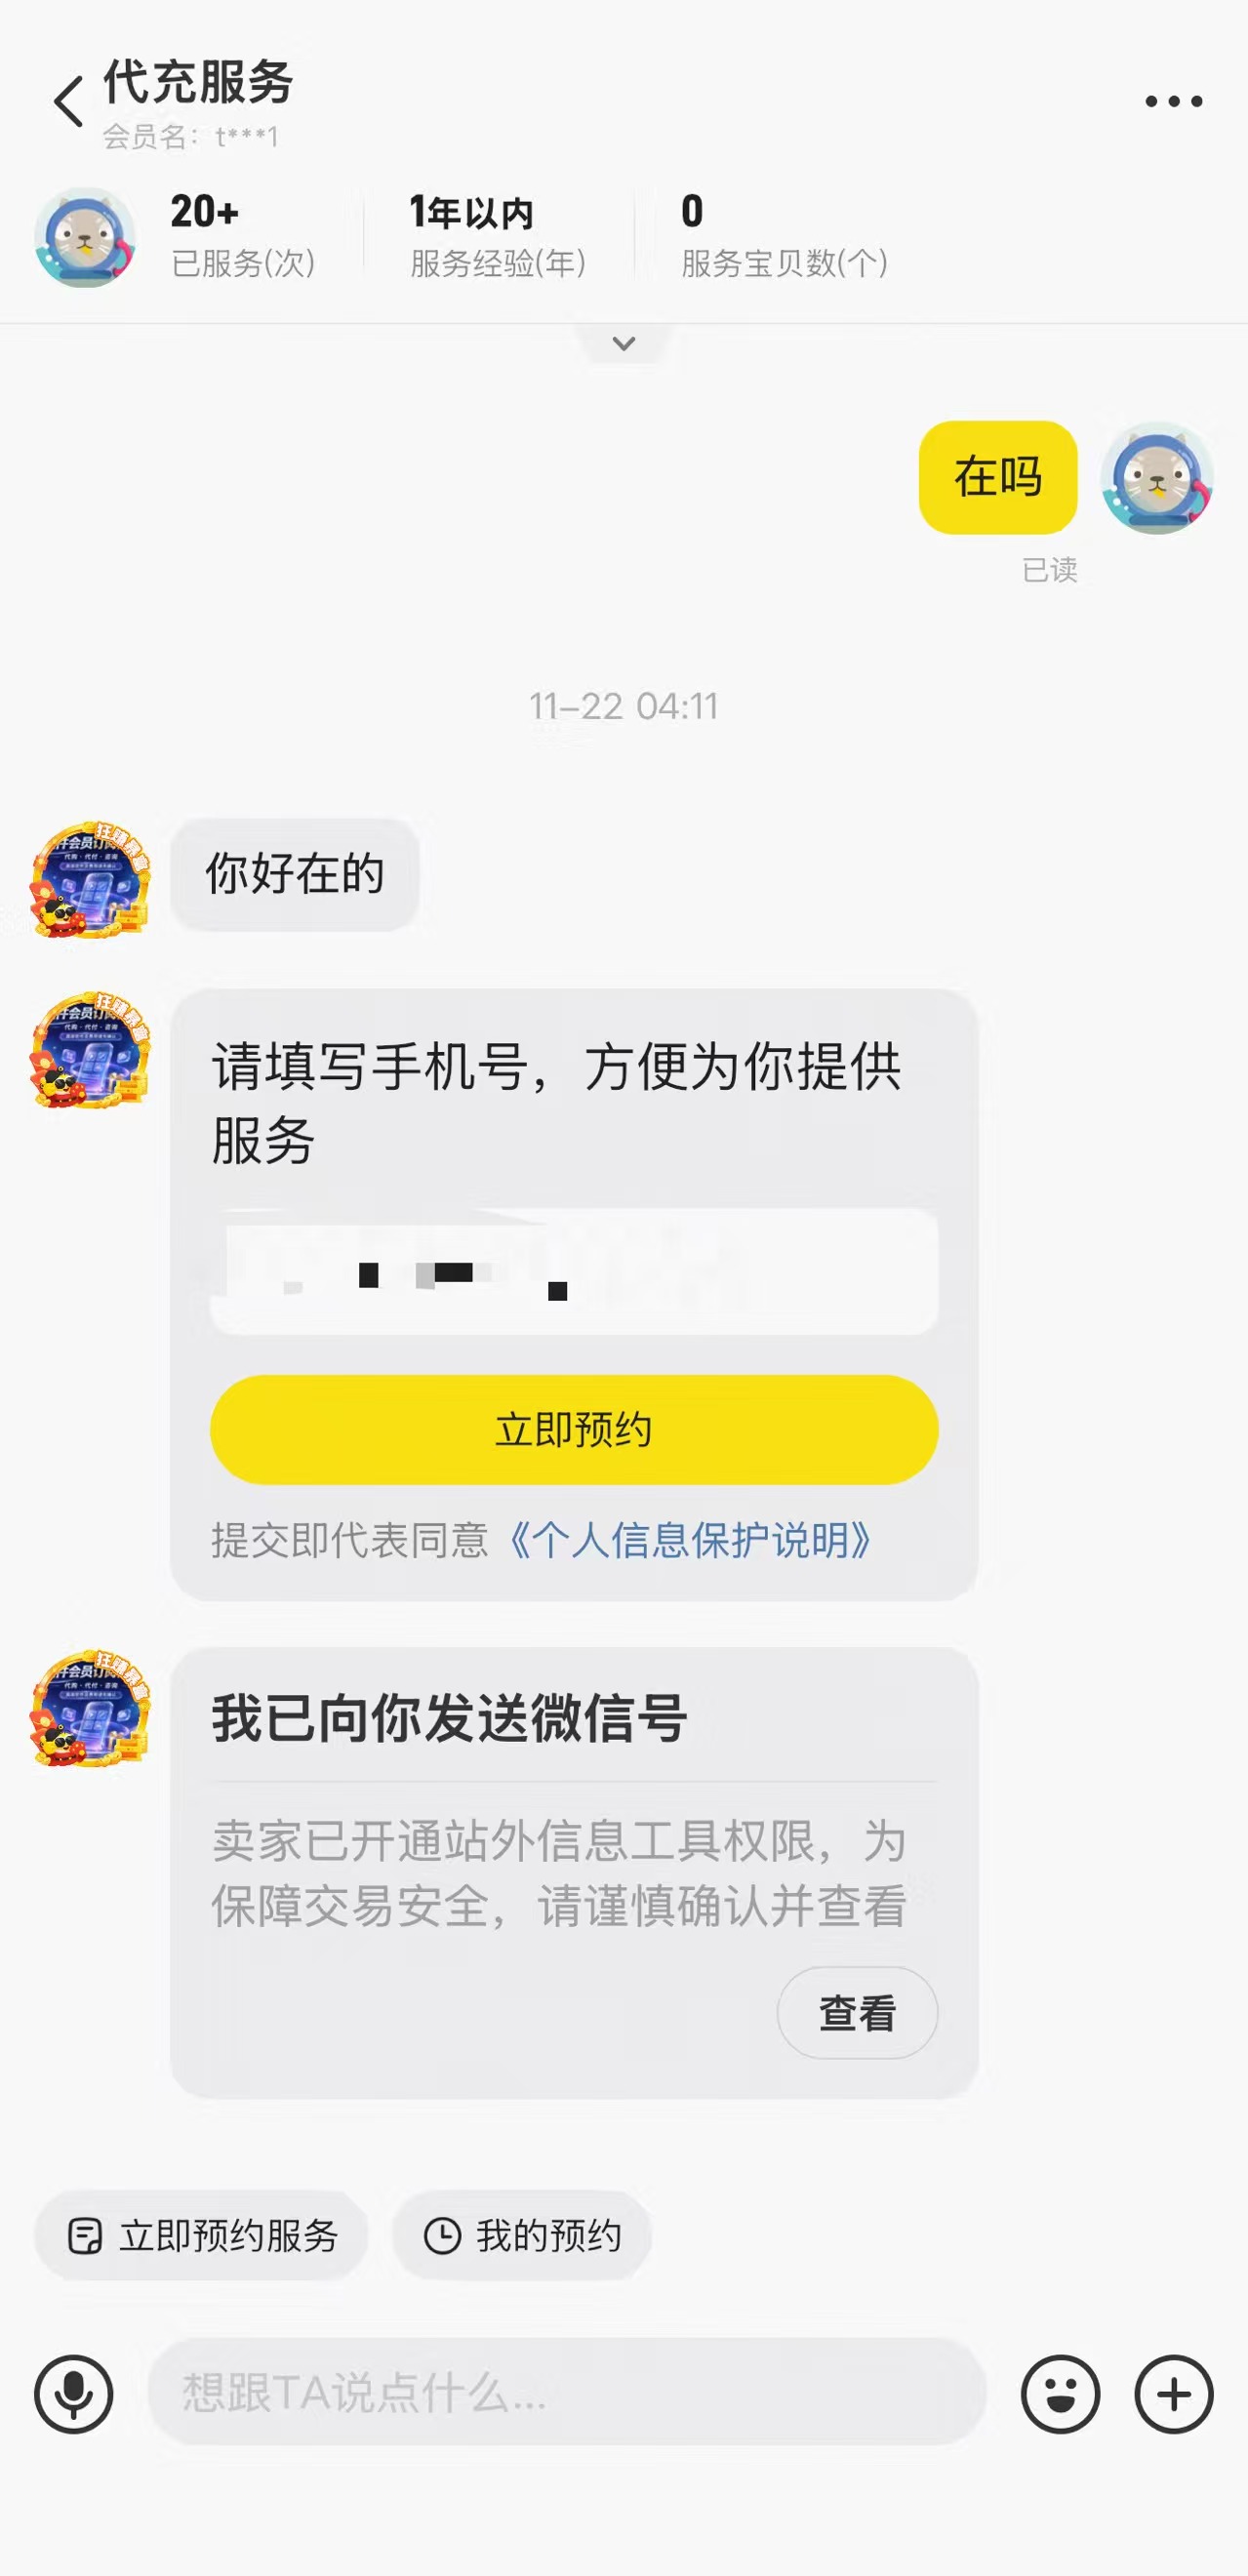 代充服务
会员名：t***1
20+
已服务(次)
1年以内
服务经验(年)
0
服务宝贝数(个)
在吗
已读
11-22 04:11
你好在的
请填写手机号，方便为你提供
服务
立即预约
提交即代表同意《个人信息保护说明》
我已向你发送微信号
卖家已开通站外信息工具权限，为
保障交易安全，请谨慎确认并查看
查看
立即预约服务
我的预约
想跟TA说点什么...